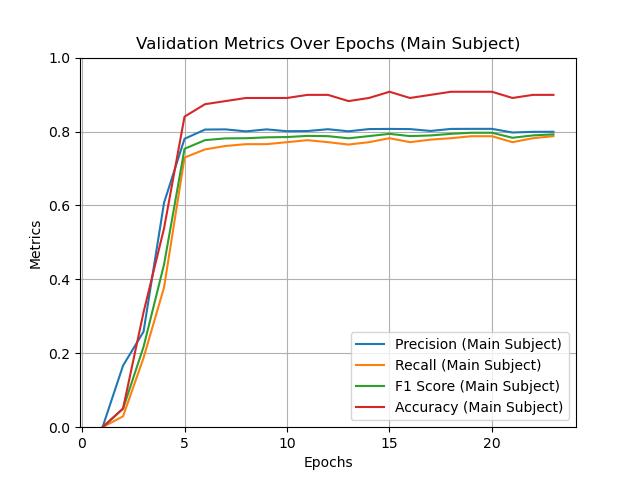 Validation Metrics Over Epochs (Main Subject)
1.0
0.8
0.6
0.4
0.2
0.0
Metrics
0
5
10
15
20
Epochs
Precision (Main Subject)
Recall (Main Subject)
F1 Score (Main Subject)
Accuracy (Main Subject)